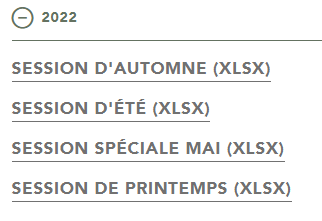 2022
SESSION D'AUTOMNE (XLSX)
SESSION D'ÉTÉ (XLSX)
SESSION SPÉCIALE MAI (XLSX)
SESSION DE PRINTEMPS (XLSX)